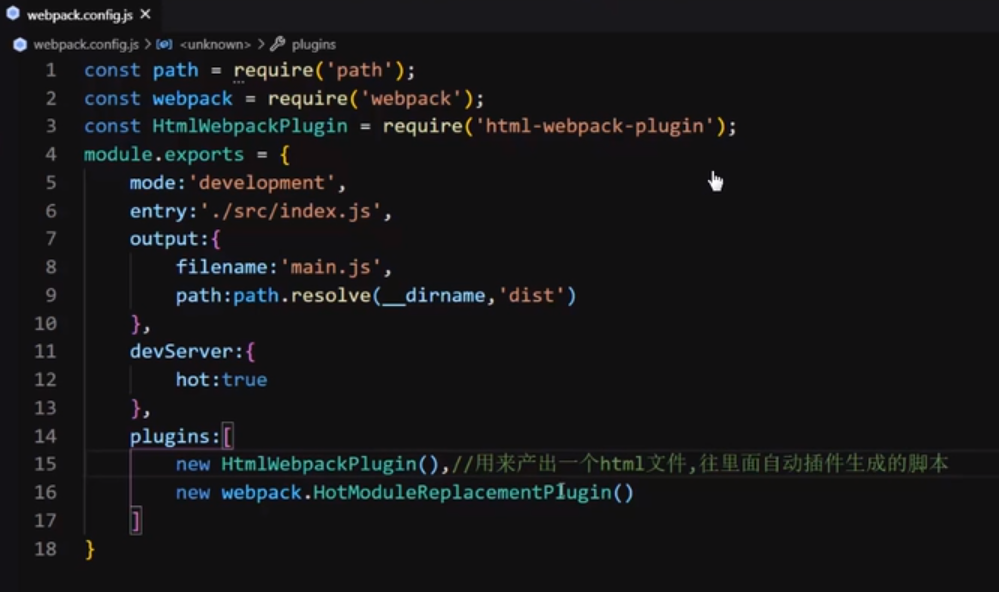 webpack.config.js
webpack.config.js > <unknown> > plugins
1 const path = require('path');
2 const webpack = require('webpack');
3 const HtmlWebpackPlugin = require('html-webpack-plugin');
4 module.exports = {
5     mode:'development',
6     entry:'./src/index.js',
7     output:{
8         filename:'main.js',
9         path:path.resolve(__dirname,'dist')
10     },
11     devServer:{
12         hot:true
13     },
14     plugins:[
15         new HtmlWebpackPlugin(),//用来产出一个html文件,往里面自动插件生成的脚本
16         new webpack.HotModuleReplacementPlugin()
17     ]
18 }